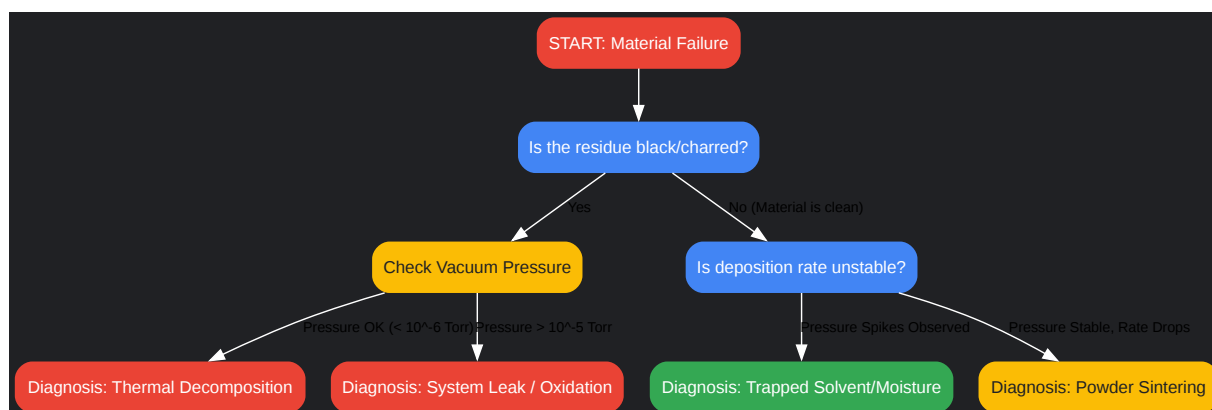 START: Material Failure
Is the residue black/charred?
Yes
No (Material is clean)
Check Vacuum Pressure
Is deposition rate unstable?
Pressure OK (< 10^-6 Torr)
Pressure > 10^-5 Torr
Pressure Spikes Observed
Pressure Stable, Rate Drops
Diagnosis: Thermal Decomposition
Diagnosis: System Leak / Oxidation
Diagnosis: Trapped Solvent/Moisture
Diagnosis: Powder Sintering